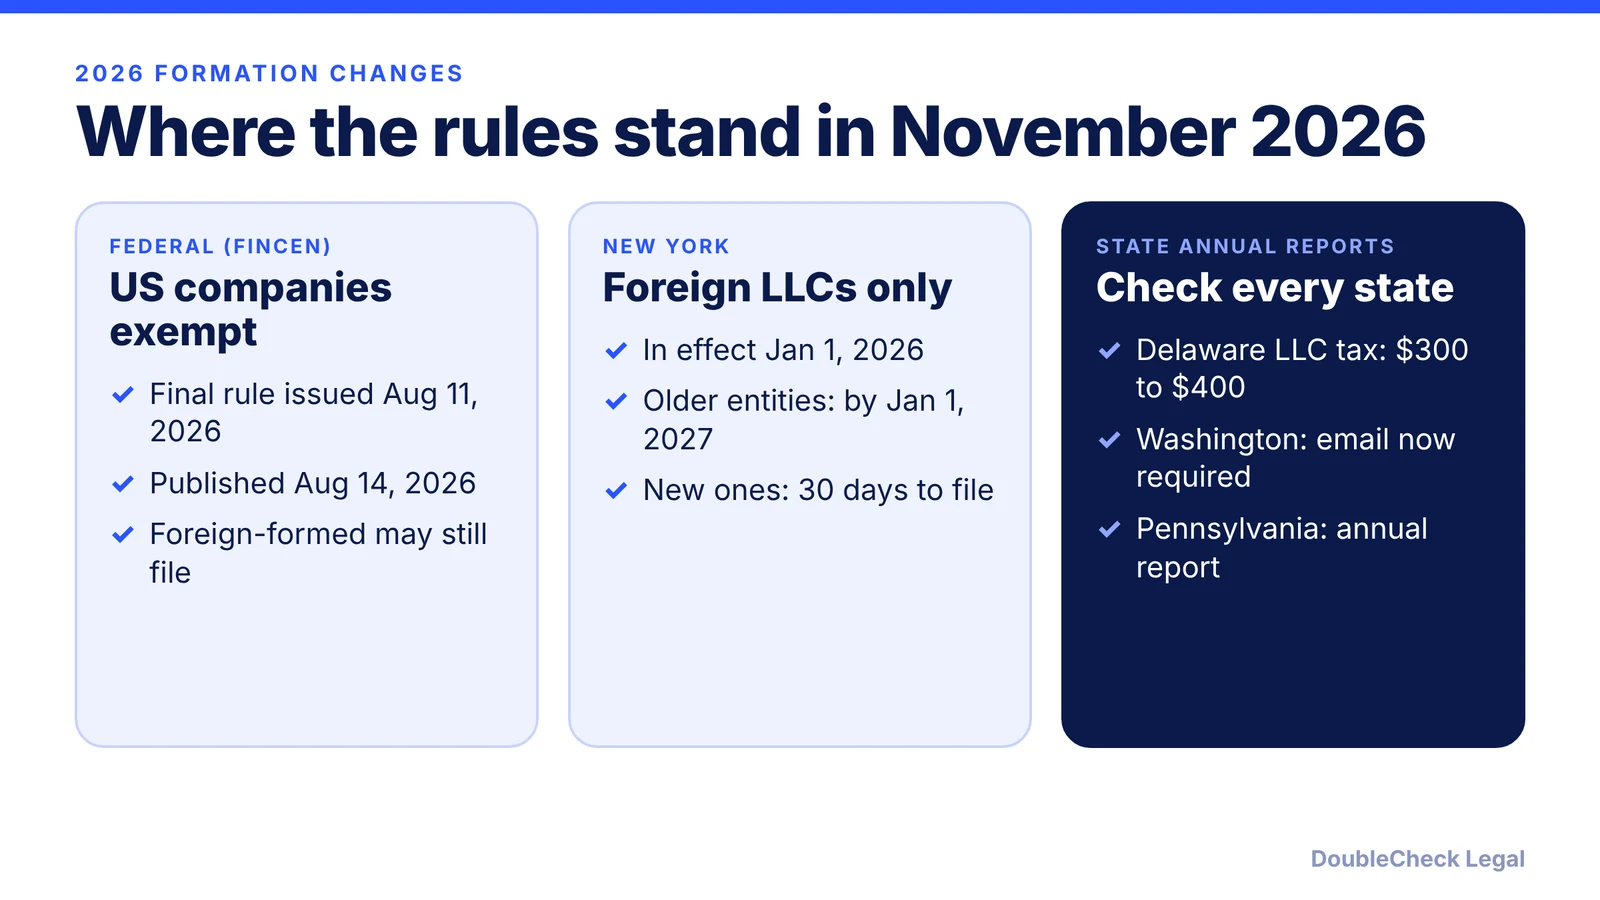 2026 FORMATION CHANGES
Where the rules stand in November 2026
FEDERAL (FINCEN)
US companies
exempt
Final rule issued Aug 11,
2026
Published Aug 14, 2026
Foreign-formed may still
file
NEW YORK
Foreign LLCs only
In effect Jan 1, 2026
Older entities: by Jan 1,
2027
New ones: 30 days to file
STATE ANNUAL REPORTS
Check every state
Delaware LLC tax: $300
to $400
Washington: email now
required
Pennsylvania: annual
report
DoubleCheck Legal